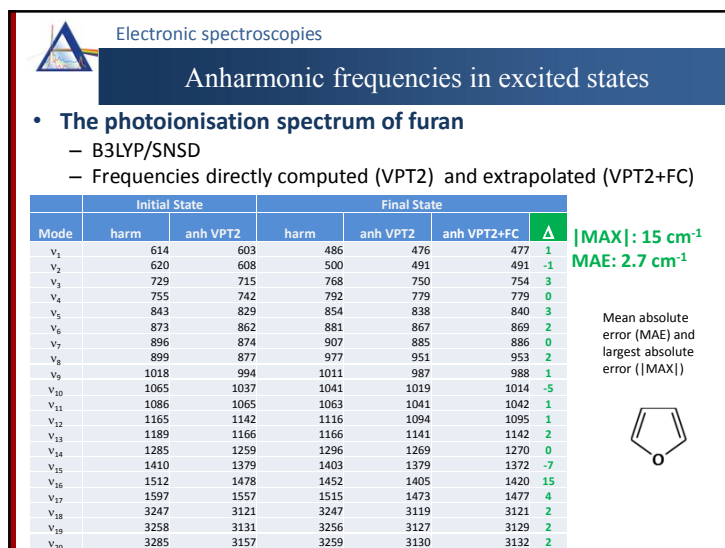 Electronic spectroscopies
Anharmonic frequencies in excited states
• The photoionisation spectrum of furan
– B3LYP/SNSD
– Frequencies directly computed (VPT2) and extrapolated (VPT2+FC)
Initial State Final State
Mode harm anh VPT2 harm anh VPT2 anh VPT2+FC Δ
ν1 614 603 486 476 477 1
ν2 620 608 500 491 491 -1
ν3 729 715 768 750 754 3
ν4 755 742 792 779 779 0
ν5 843 829 854 838 840 3
ν6 873 862 881 867 869 2
ν7 896 874 907 885 886 0
ν8 899 877 977 951 953 2
ν9 1018 994 1011 987 988 1
ν10 1065 1037 1041 1019 1014 -5
ν11 1086 1065 1063 1041 1042 1
ν12 1165 1142 1116 1094 1095 1
ν13 1189 1166 1166 1141 1142 2
ν14 1285 1259 1296 1269 1270 0
ν15 1410 1379 1403 1379 1372 -7
ν16 1512 1478 1452 1405 1420 15
ν17 1597 1557 1515 1473 1477 4
ν18 3247 3121 3247 3119 3121 2
ν19 3258 3131 3256 3127 3129 2
ν20 3285 3157 3259 3130 3132 2
|MAX|: 15 cm-1
MAE: 2.7 cm-1
Mean absolute
error (MAE) and
largest absolute
error (|MAX|)
O